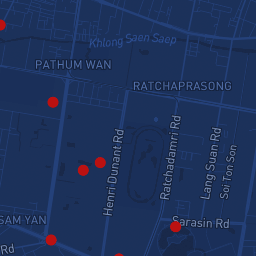 Khlong Saen Saep
PATHUM WAN
RATCHAPRASONG
Henri Dunant Rd
Ratchadamri Rd
Lang Suan Rd
Soi Ton Son
SAM YAN
Sarasin Rd
Rd